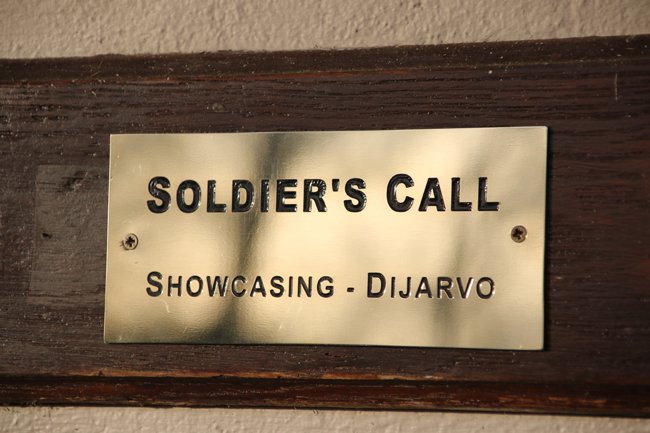 SOLDIER'S CALL
SHOWCASING - DIJARVO